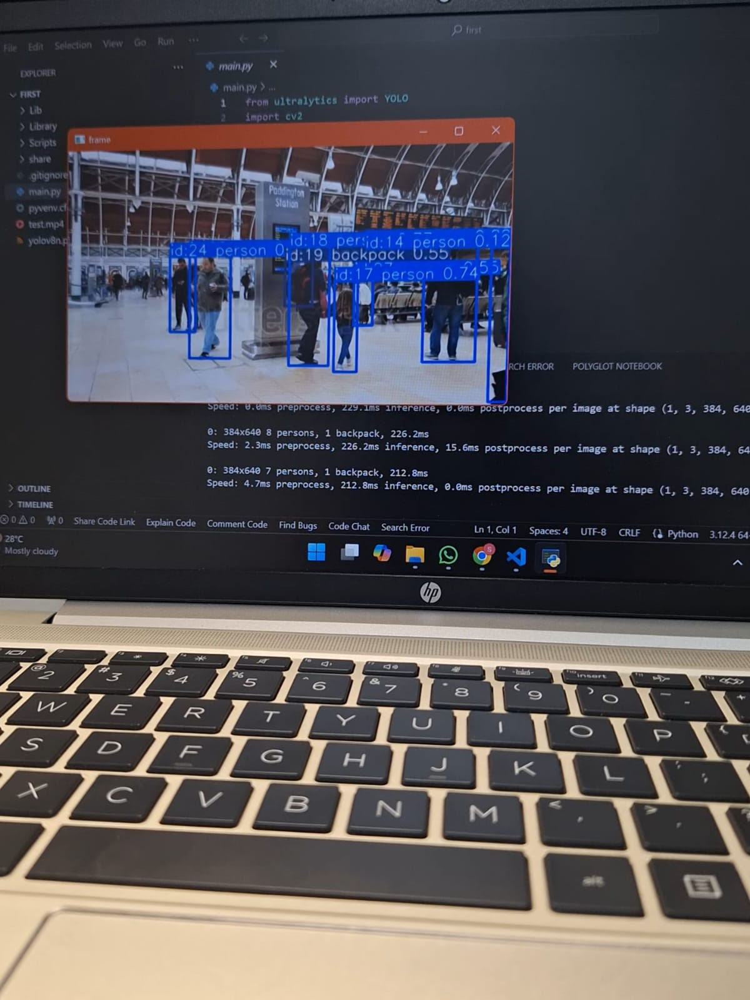 first
File Edit Selection View Go Run ...
EXPLORER ...
main.py ×
FIRST
main.py > ...
Lib
1 from ultralytics import YOLO
2 import cv2
Library
Scripts
share
.gitignore
main.py
pyvenv.cf
test.mp4
yolov8n.p
frame
Paddington
Station
id:18 per
id:14 person 0.12
id:24 person 0
id:19 backpack 0.55
id:17 person 0.74
55
RCH ERROR POLYGLOT NOTEBOOK
Speed: 0.0ms preprocess, 229.1ms inference, 0.0ms postprocess per image at shape (1, 3, 384, 640
0: 384x640 8 persons, 1 backpack, 226.2ms
Speed: 2.3ms preprocess, 226.2ms inference, 15.6ms postprocess per image at shape (1, 3, 384, 64
0: 384x640 7 persons, 1 backpack, 212.8ms
Speed: 4.7ms preprocess, 212.8ms inference, 0.0ms postprocess per image at shape (1, 3, 384, 640
OUTLINE
TIMELINE
0 0 0 Share Code Link Explain Code Comment Code Find Bugs Code Chat Search Error Ln 1, Col 1 Spaces: 4 UTF-8 CRLF Python 3.12.4 64-
28°C
Mostly cloudy
S
hp
insert
@ 2 # 3 $ 4 % 5 ^ 6 & 7 * 8 ( 9 ) 0 _ - +
W E R T Y U I O P { [
S D F G H J K L : ;
X C V B N M < , > .
alt